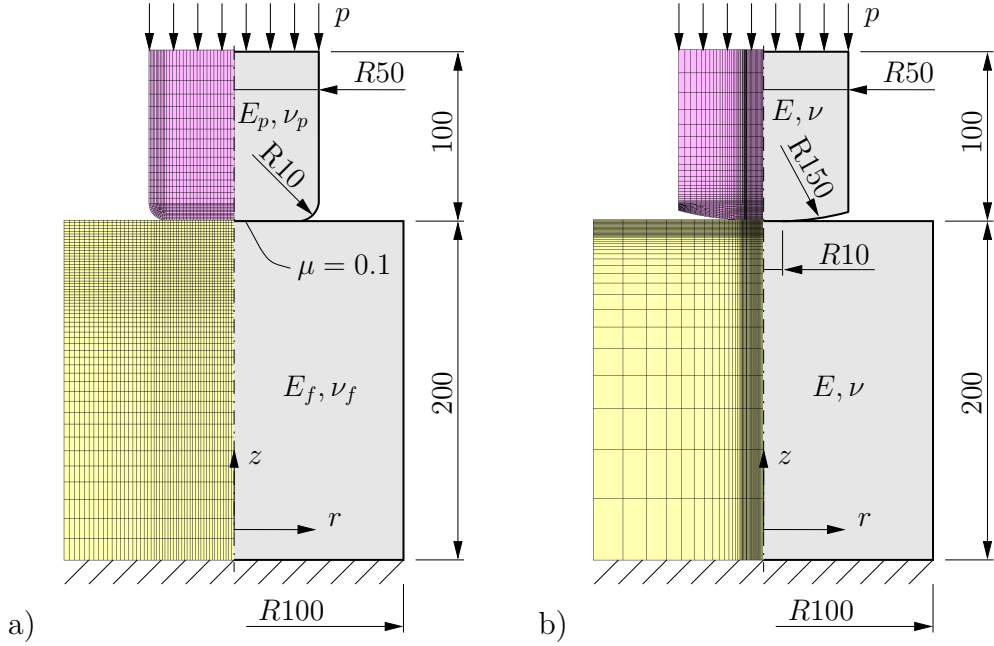 p
R50
E_p, ν_p
R10
100
μ = 0.1
E_f, ν_f
200
z
r
R100
a)
p
R50
E, ν
R150
100
R10
E, ν
200
z
r
R100
b)